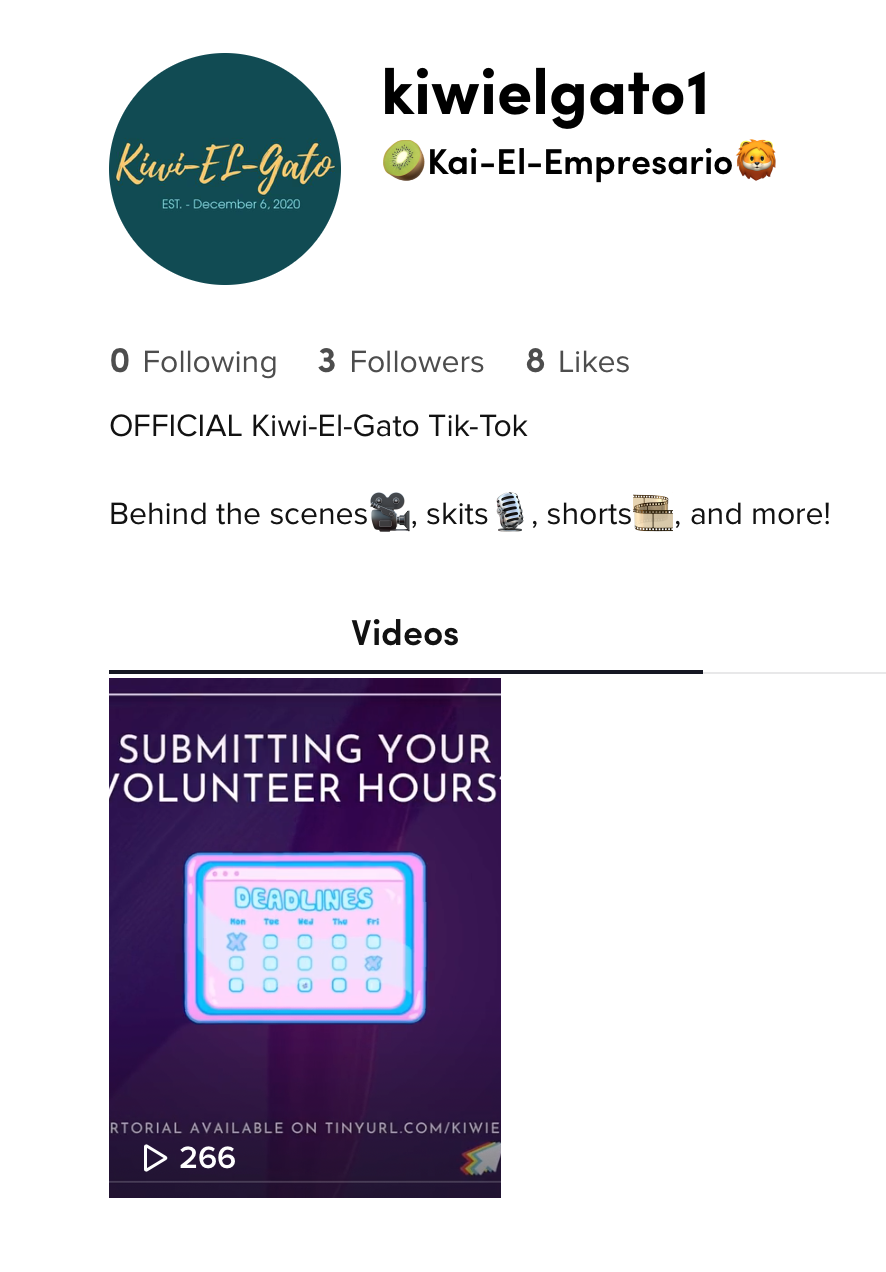 Kiwi-EL-Gato
EST. - December 6, 2020
kiwielgato1
Kai-El-Empresario
0 Following 3 Followers 8 Likes
OFFICIAL Kiwi-El-Gato Tik-Tok
Behind the scenes🎥, skits🎙, shorts🎞, and more!
Videos
SUBMITTING YOUR
VOLUNTEER HOURS?
DEADLINES
Mon Tue Wed Thu Fri
RTORIAL AVAILABLE ON TINYURL.COM/KIWIE
266